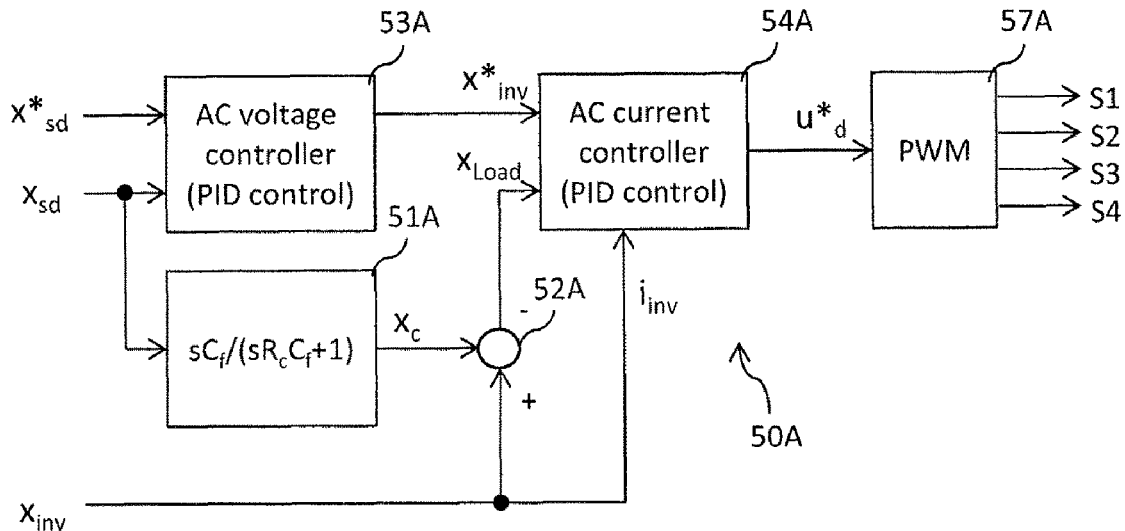 53A
54A
57A
x*sd
AC voltage
controller
(PID control)
x*inv
AC current
controller
(PID control)
u*d
PWM
S1
S2
S3
S4
xsd
xLoad
51A
sCf/(sRcCf+1)
xc
-
52A
+
iinv
50A
xinv